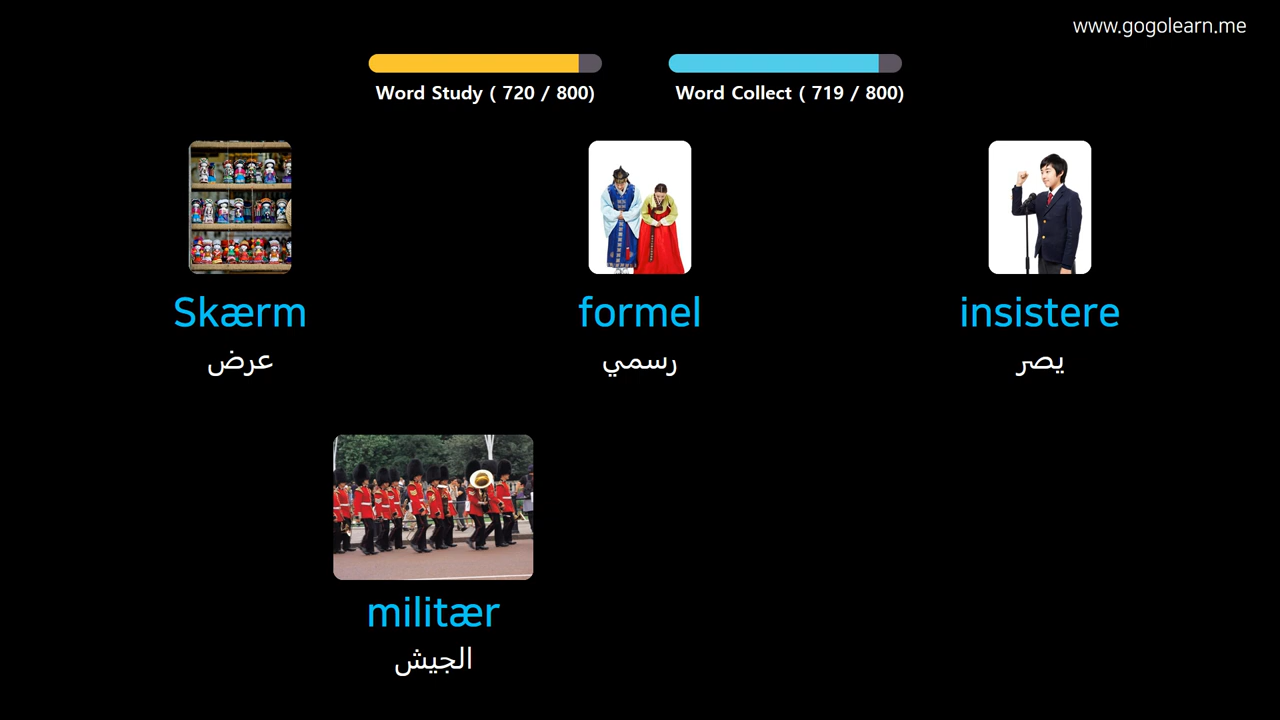 www.gogolearn.me
Word Study ( 720 / 800)
Word Collect ( 719 / 800)
Skærm
عرض
formel
رسمي
insistere
يصر
militær
الجيش